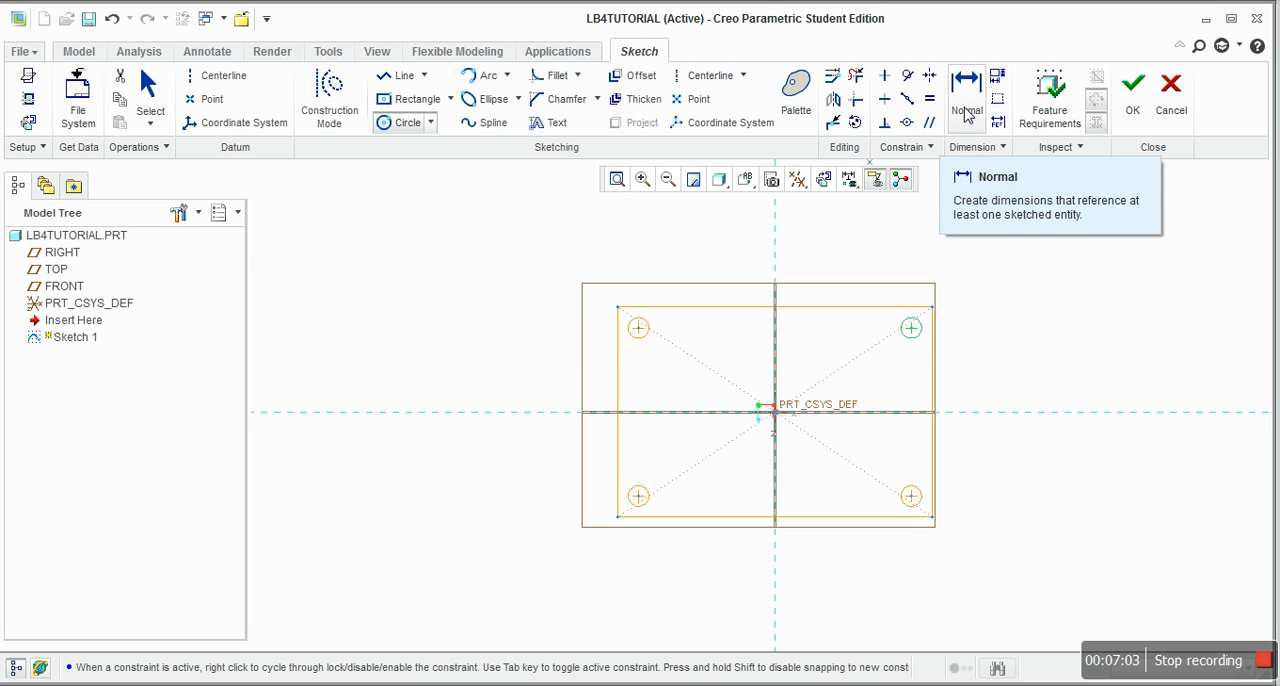 LB4TUTORIAL (Active) - Creo Parametric Student Edition
File Model Analysis Annotate Render Tools View Flexible Modeling Applications Sketch
Centerline Line Arc Fillet Offset Centerline
Point Rectangle Ellipse Chamfer Thicken Point
Coordinate System Circle Spline Text Project Coordinate System
File System
Select
Construction Mode
Palette
Normal
Feature Requirements
OK
Cancel
Setup Get Data Operations Datum Sketching Editing Constrain Dimension Inspect Close
Normal
Create dimensions that reference at
least one sketched entity.
Model Tree
LB4TUTORIAL.PRT
RIGHT
TOP
FRONT
PRT_CSYS_DEF
Insert Here
Sketch 1
PRT_CSYS_DEF
When a constraint is active, right click to cycle through lock/disable/enable the constraint. Use Tab key to toggle active constraint. Press and hold Shift to disable snapping to new const
00:07:03 Stop recording